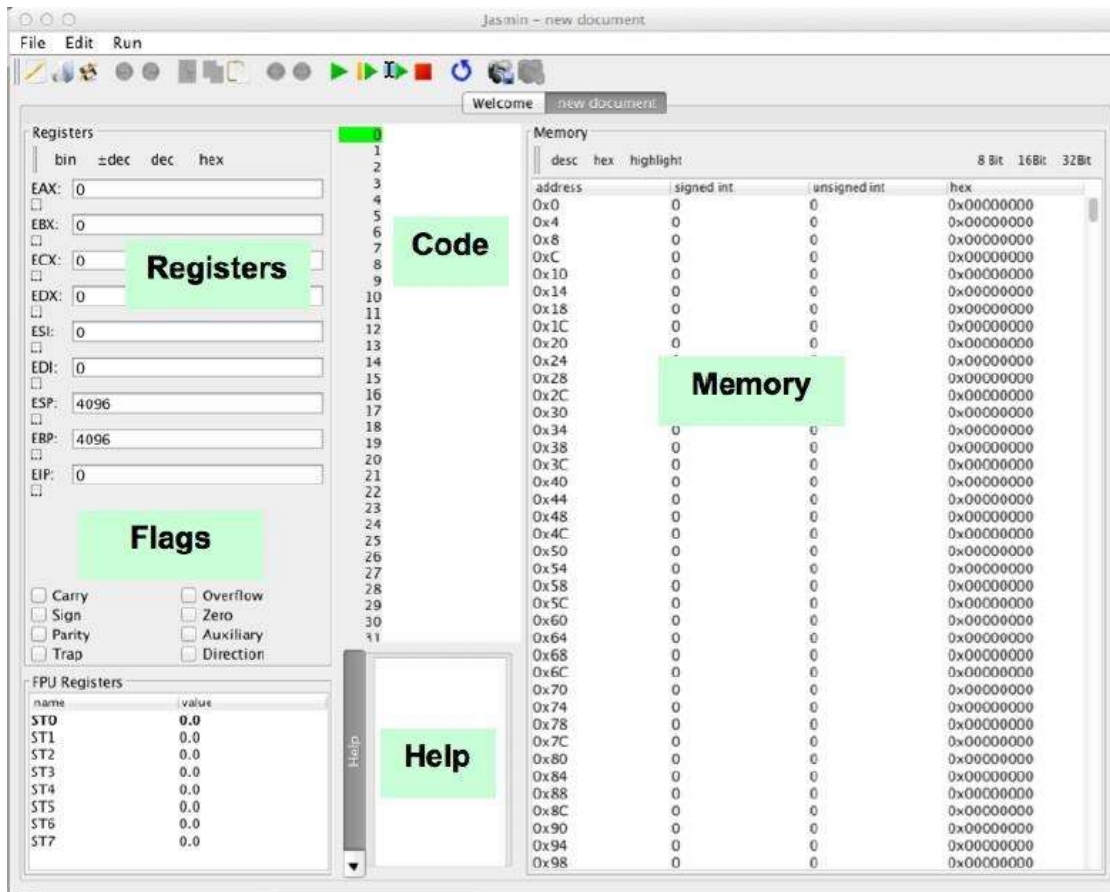 Jasmin – new document
File Edit Run
Welcome new document
Registers
bin ±dec dec hex
EAX: 0
EBX: 0
ECX: 0
EDX: 0
ESI: 0
EDI: 0
ESP: 4096
EBP: 4096
EIP: 0
Registers
Flags
Carry Overflow
Sign Zero
Parity Auxiliary
Trap Direction
FPU Registers
name value
ST0 0.0
ST1 0.0
ST2 0.0
ST3 0.0
ST4 0.0
ST5 0.0
ST6 0.0
ST7 0.0
0
1
2
3
4
5
6
7
8
9
10
11
12
13
14
15
16
17
18
19
20
21
22
23
24
25
26
27
28
29
30
31
Code
Help
Help
Memory
desc hex highlight 8 Bit 16Bit 32Bit
address signed int unsigned int hex
0x0 0 0 0x00000000
0x4 0 0 0x00000000
0x8 0 0 0x00000000
0xC 0 0 0x00000000
0x10 0 0 0x00000000
0x14 0 0 0x00000000
0x18 0 0 0x00000000
0x1C 0 0 0x00000000
0x20 0 0 0x00000000
0x24 0x00000000
0x28 0x00000000
0x2C 0x00000000
0x30 0x00000000
0x34 0 0 0x00000000
0x38 0 0 0x00000000
0x3C 0 0 0x00000000
0x40 0 0 0x00000000
0x44 0 0 0x00000000
0x48 0 0 0x00000000
0x4C 0 0 0x00000000
0x50 0 0 0x00000000
0x54 0 0 0x00000000
0x58 0 0 0x00000000
0x5C 0 0 0x00000000
0x60 0 0 0x00000000
0x64 0 0 0x00000000
0x68 0 0 0x00000000
0x6C 0 0 0x00000000
0x70 0 0 0x00000000
0x74 0 0 0x00000000
0x78 0 0 0x00000000
0x7C 0 0 0x00000000
0x80 0 0 0x00000000
0x84 0 0 0x00000000
0x88 0 0 0x00000000
0x8C 0 0 0x00000000
0x90 0 0 0x00000000
0x94 0 0 0x00000000
0x98 0 0 0x00000000
Memory